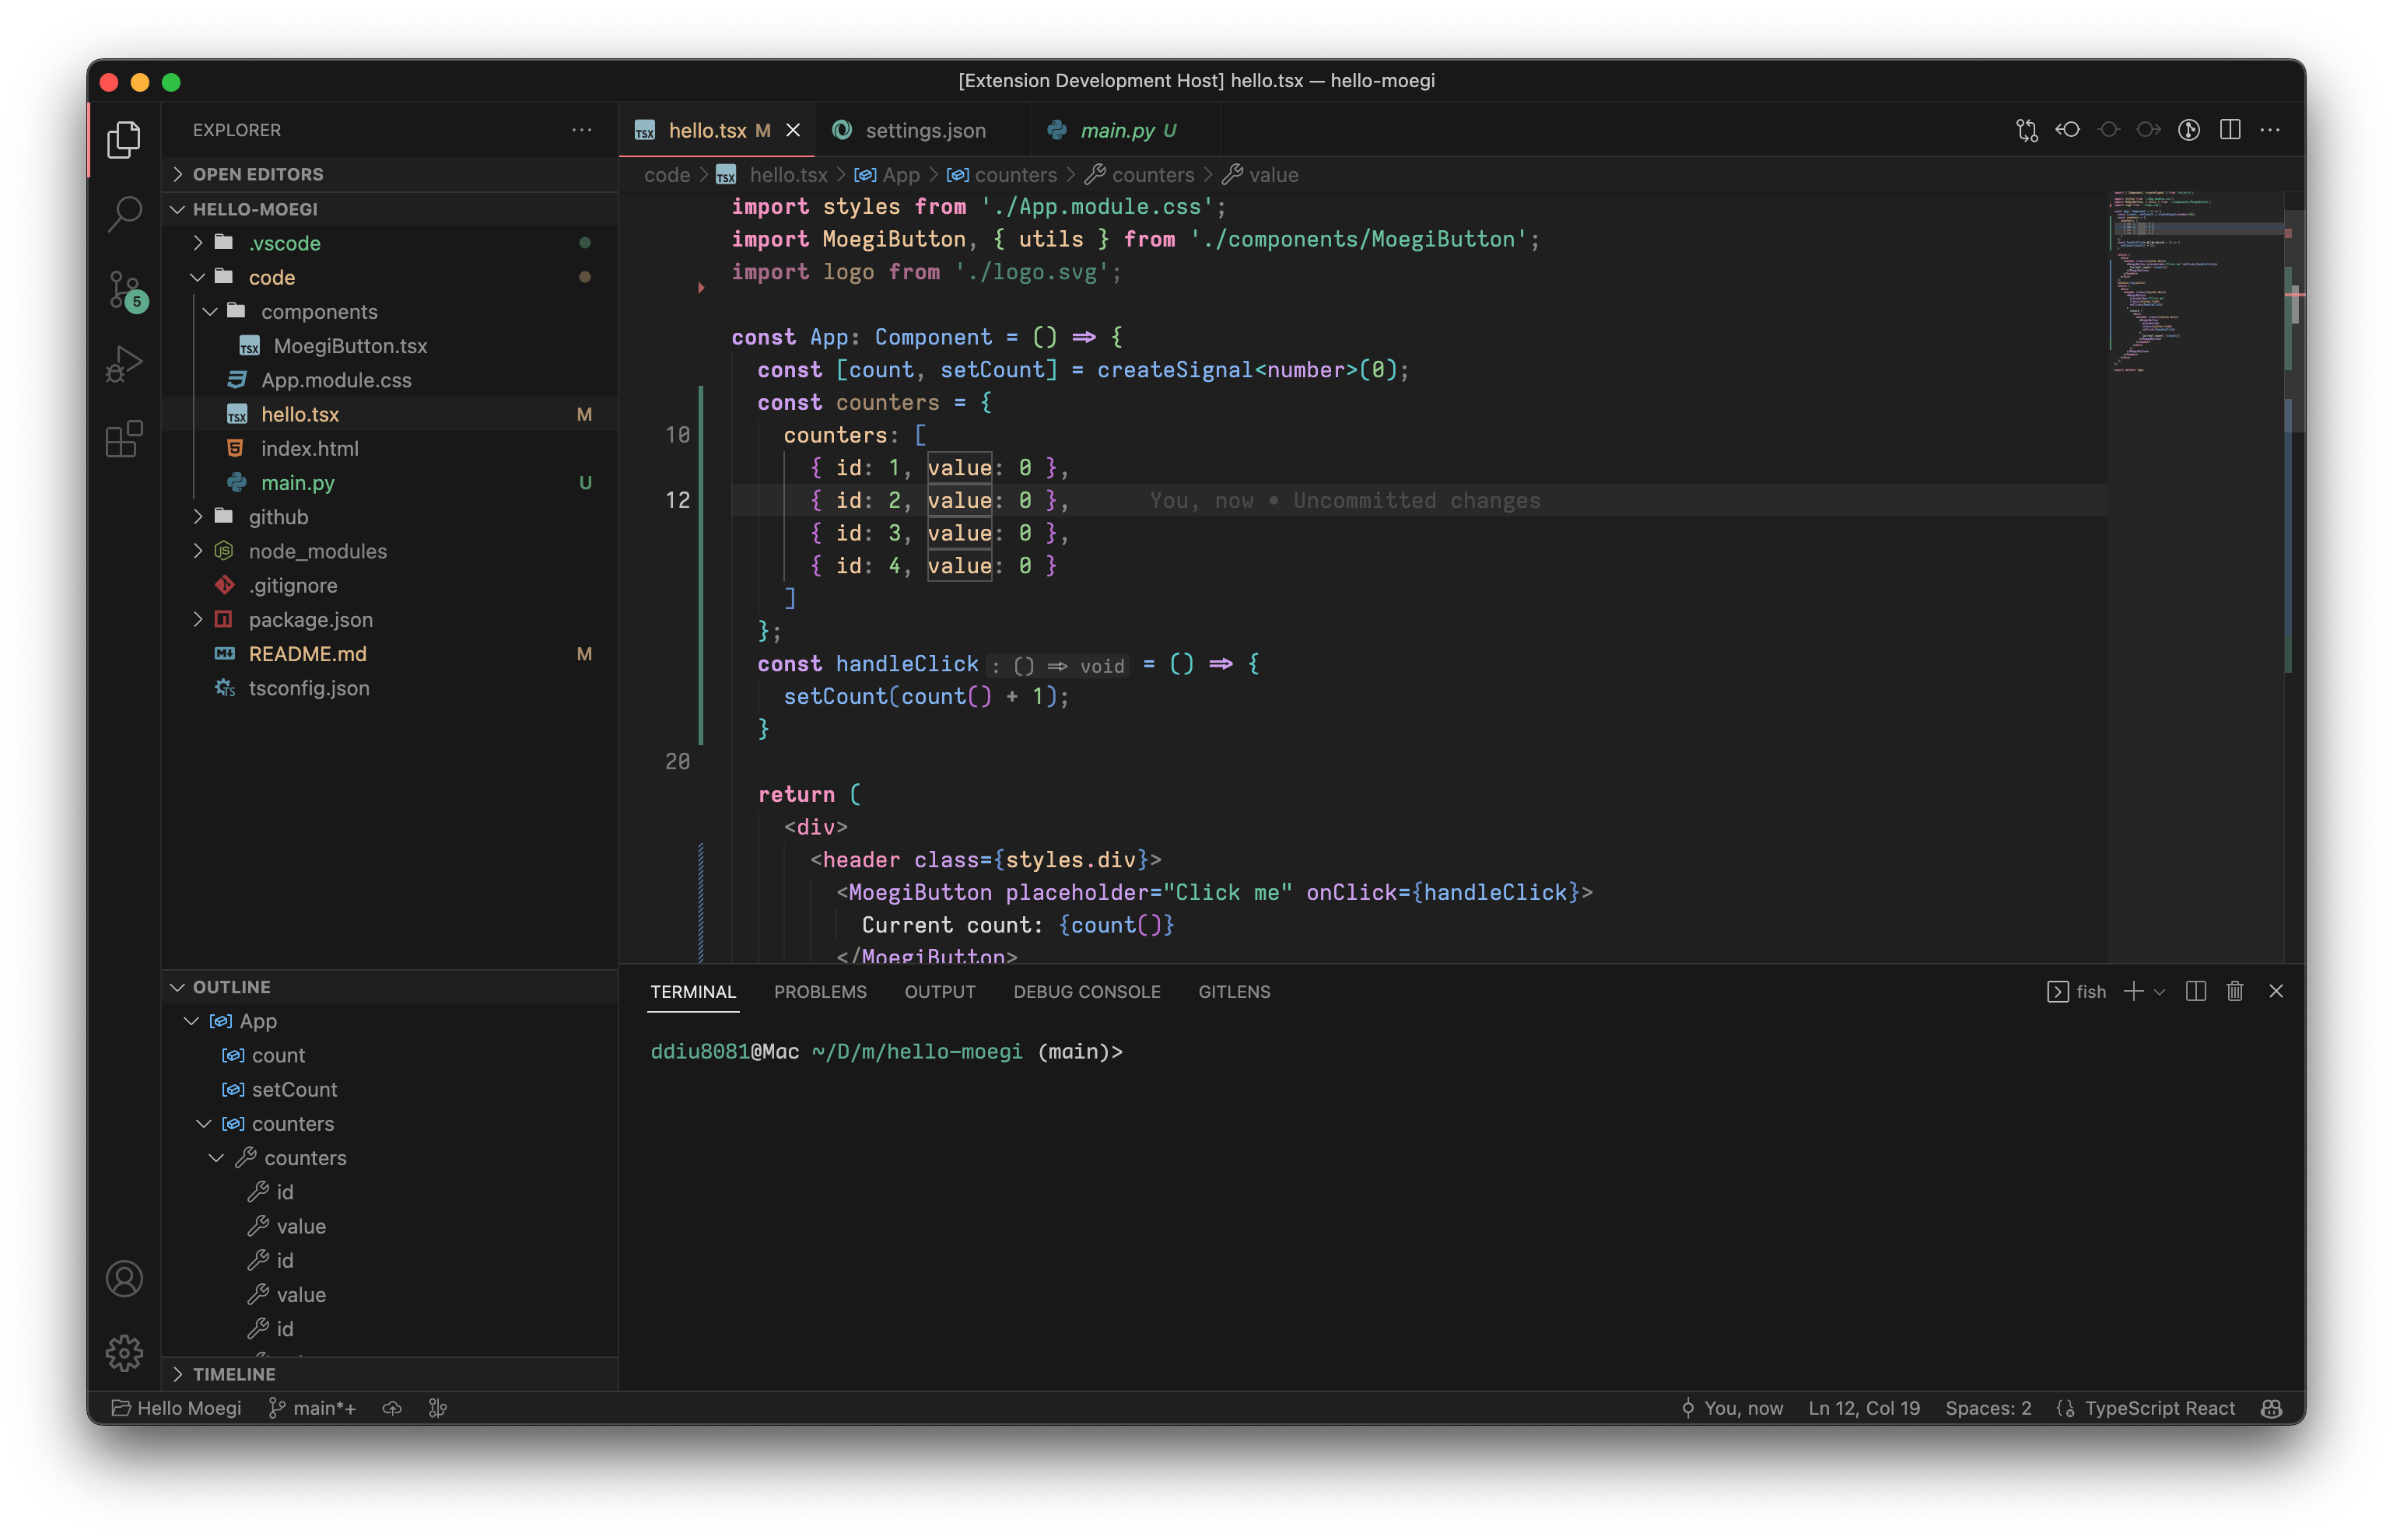 [Extension Development Host] hello.tsx — hello-moegi
EXPLORER
OPEN EDITORS
HELLO-MOEGI
.vscode
code
components
MoegiButton.tsx
App.module.css
hello.tsx M
index.html
main.py U
github
node_modules
.gitignore
package.json
README.md M
tsconfig.json
5
OUTLINE
App
count
setCount
counters
counters
id
value
id
value
id
TIMELINE
hello.tsx M
settings.json
main.py U
code > hello.tsx > App > counters > counters > value
import styles from './App.module.css';
import MoegiButton, { utils } from './components/MoegiButton';
import logo from './logo.svg';
const App: Component = () => {
const [count, setCount] = createSignal<number>(0);
const counters = {
10 counters: [
{ id: 1, value: 0 },
12 { id: 2, value: 0 }, You, now • Uncommitted changes
{ id: 3, value: 0 },
{ id: 4, value: 0 }
]
};
const handleClick : () => void = () => {
setCount(count() + 1);
}
20
return (
<div>
<header class={styles.div}>
<MoegiButton placeholder="Click me" onClick={handleClick}>
Current count: {count()}
</MoegiButton>
TERMINAL PROBLEMS OUTPUT DEBUG CONSOLE GITLENS
fish
ddiu8081@Mac ~/D/m/hello-moegi (main)>
Hello Moegi main*+
You, now Ln 12, Col 19 Spaces: 2 TypeScript React